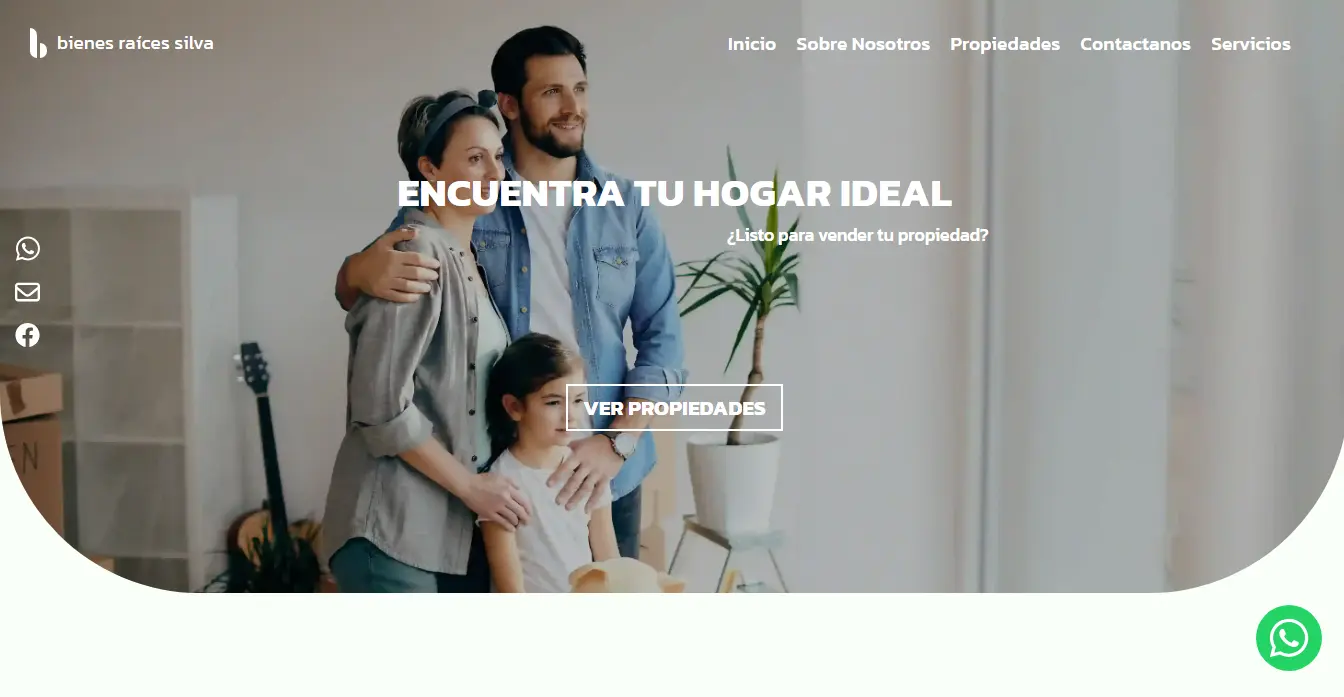 bienes raíces silva
Inicio Sobre Nosotros Propiedades Contactanos Servicios
ENCUENTRA TU HOGAR IDEAL
¿Listo para vender tu propiedad?
VER PROPIEDADES